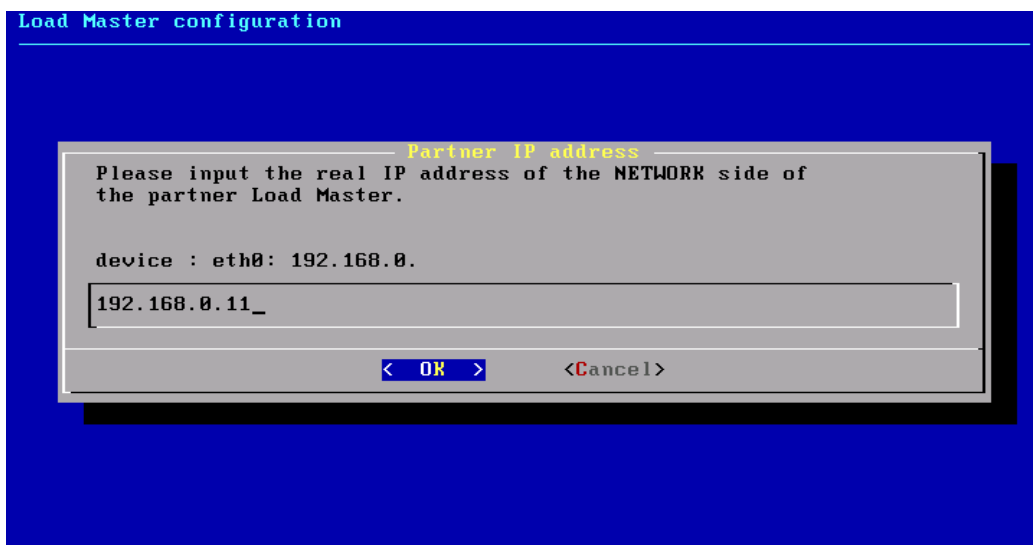 Load Master configuration
Partner IP address
Please input the real IP address of the NETWORK side of
the partner Load Master.
device : eth0: 192.168.0.
192.168.0.11_
< OK > <Cancel>